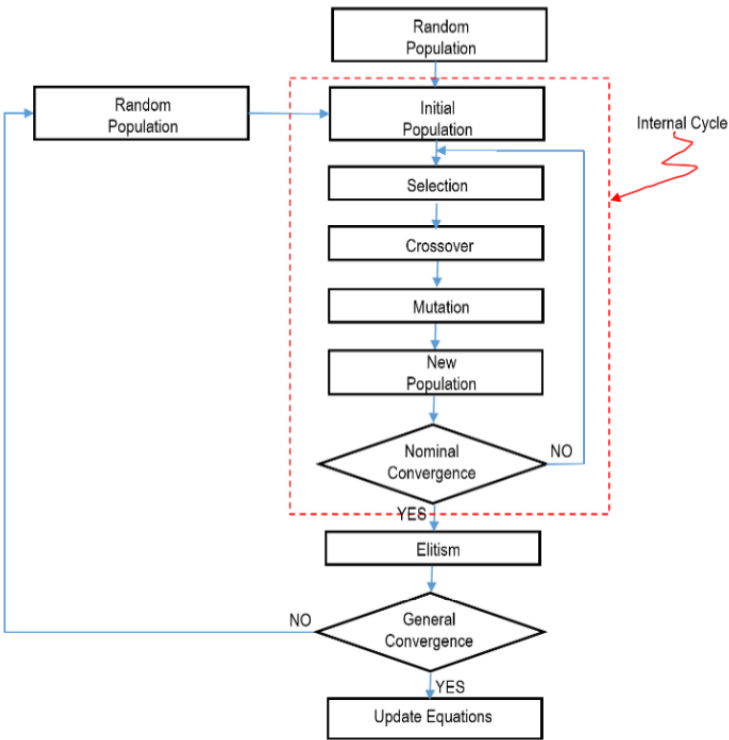 Random
Population
Random
Population
Initial
Population
Internal Cycle
Selection
Crossover
Mutation
New
Population
Nominal
Convergence
NO
YES
Elitism
NO
General
Convergence
YES
Update Equations